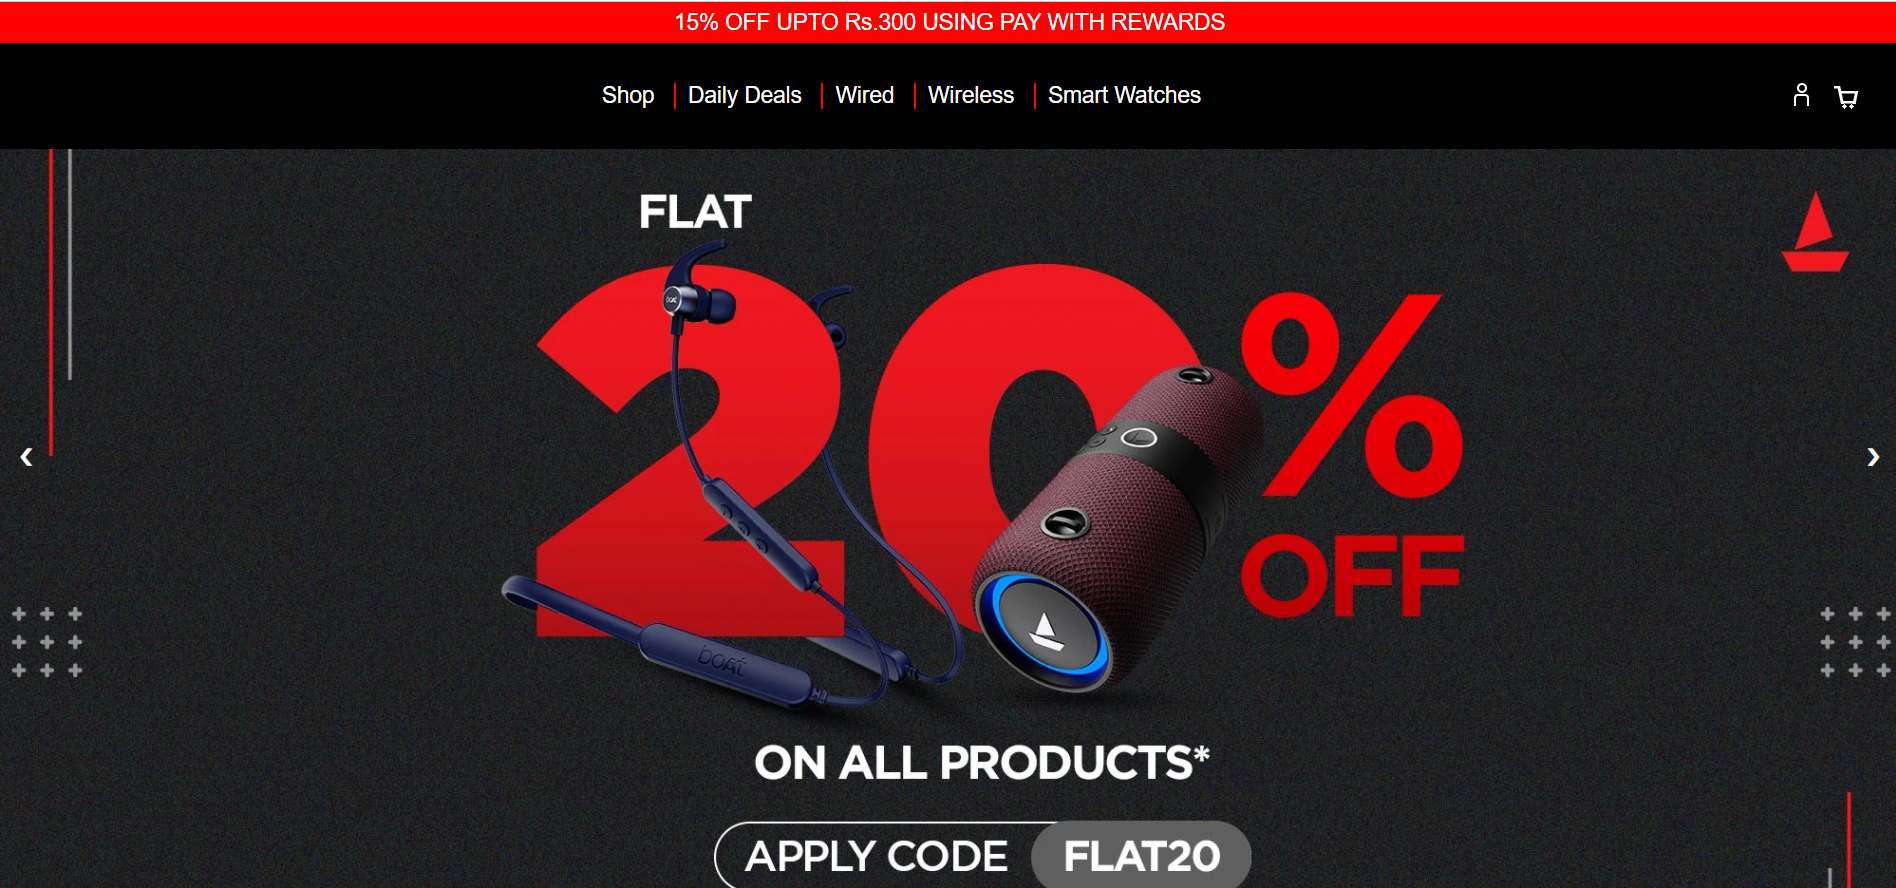 15% OFF UPTO Rs.300 USING PAY WITH REWARDS
Shop
Daily Deals
Wired
Wireless
Smart Watches
FLAT
20%
OFF
boAt
boAt
ON ALL PRODUCTS*
APPLY CODE FLAT20